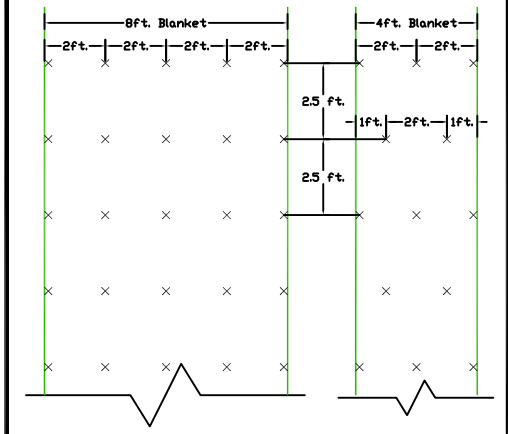 8ft. Blanket
4ft. Blanket
2ft. 2ft. 2ft. 2ft.
2ft. 2ft.
2.5 ft.
1ft. 2ft. 1ft.
2.5 ft.